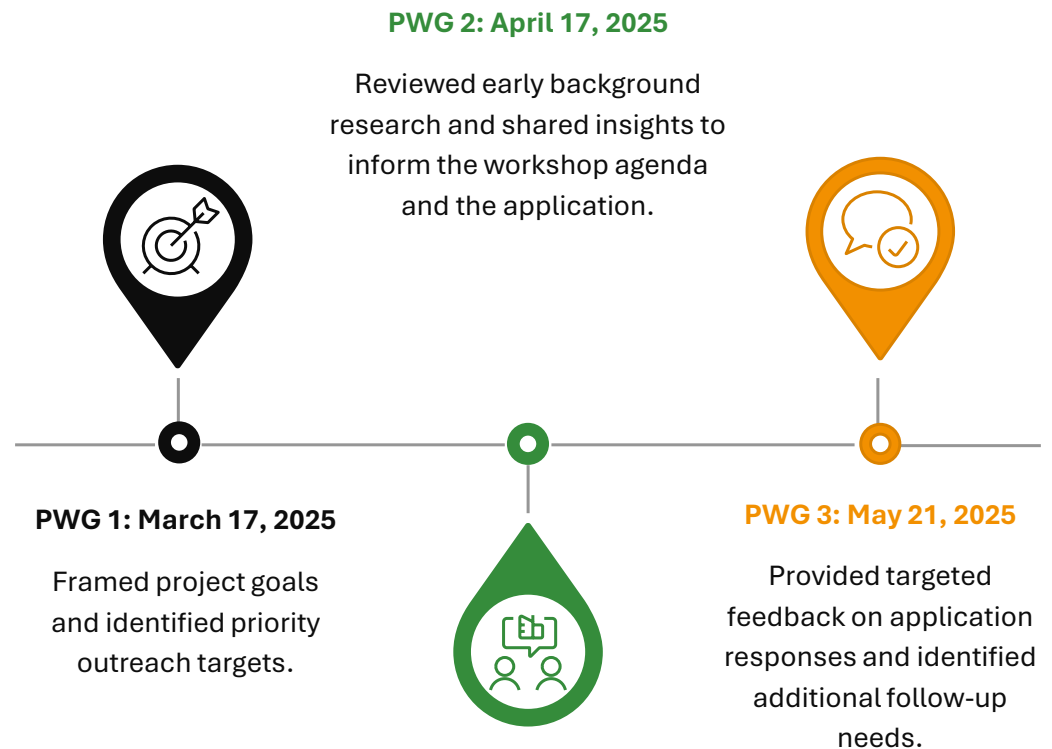 PWG 2: April 17, 2025
Reviewed early background
research and shared insights to
inform the workshop agenda
and the application.
PWG 1: March 17, 2025
Framed project goals
and identified priority
outreach targets.
PWG 3: May 21, 2025
Provided targeted
feedback on application
responses and identified
additional follow-up
needs.